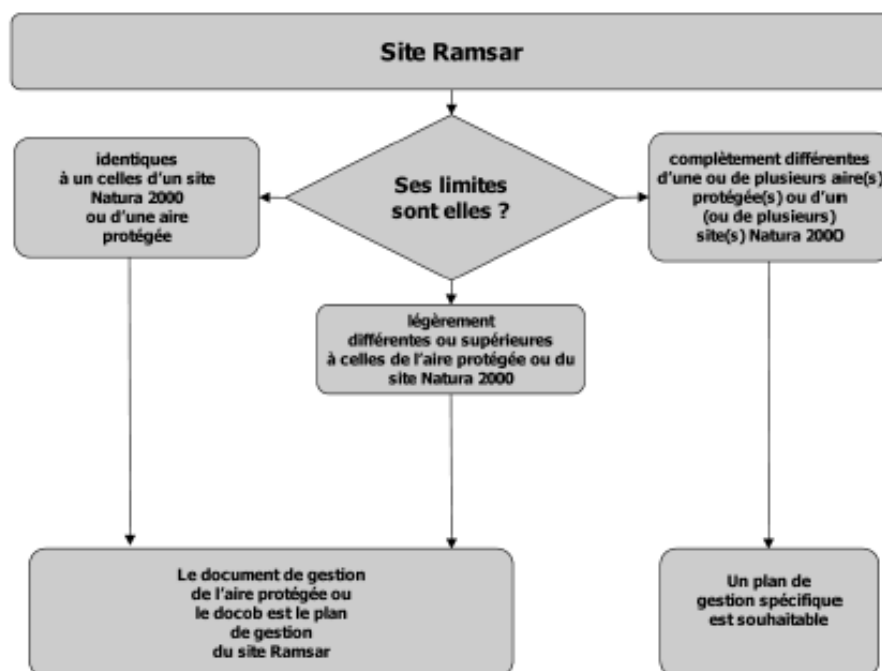 Site Ramsar
identiques
à un celles d'un site
Natura 2000
ou d'une aire
protégée
Ses limites
sont elles ?
complètement différentes
d'une ou de plusieurs aire(s)
protégée(s) ou d'un
(ou de plusieurs)
site(s) Natura 200O
légèrement
différentes ou supérieures
à celles de l'aire protégée ou du
site Natura 2000
Le document de gestion
de l'aire protégée ou
le docob est le plan
de gestion
du site Ramsar
Un plan de
gestion spécifique
est souhaitable